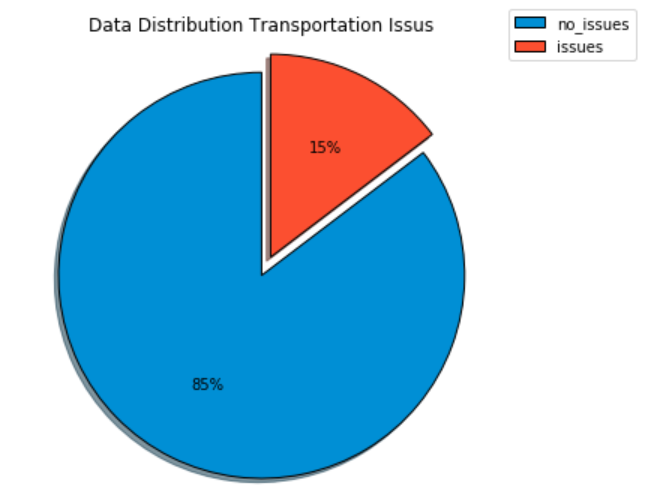 Data Distribution Transportation Issus
no_issues
issues
15%
85%